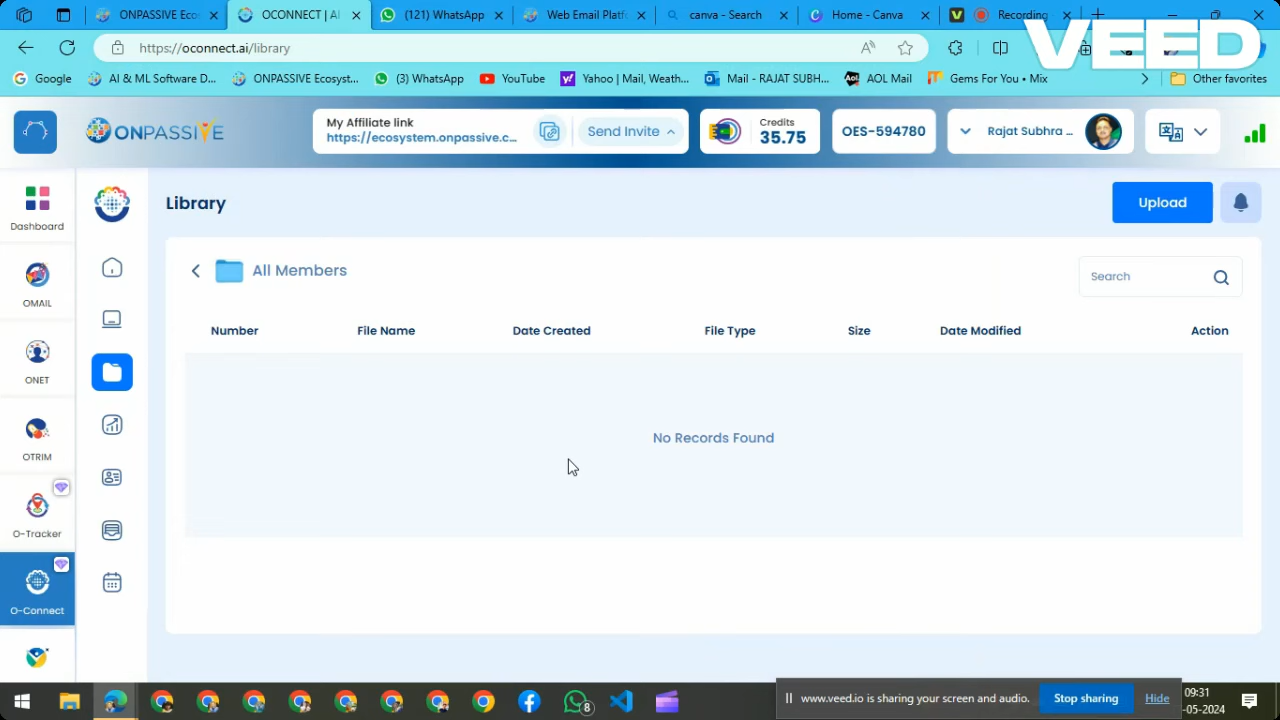 ONPASSIVE Ecos
OCONNECT | A
(121) WhatsApp
Web Email Platf
canva - Search
Home - Canva
Recording
VEED
https://oconnect.ai/library
Google
AI & ML Software D...
ONPASSIVE Ecosyst...
(3) WhatsApp
YouTube
Yahoo | Mail, Weath...
Mail - RAJAT SUBH...
AOL Mail
Gems For You • Mix
Other favorites
ONPASSIVE
My Affiliate link
https://ecosystem.onpassive.c...
Send Invite
Credits
35.75
OES-594780
Rajat Subhra ...
Dashboard
OMAIL
ONET
OTRIM
O-Tracker
O-Connect
Library
Upload
All Members
Search
Number
File Name
Date Created
File Type
Size
Date Modified
Action
No Records Found
8
www.veed.io is sharing your screen and audio.
Stop sharing
Hide
09:31
-05-2024